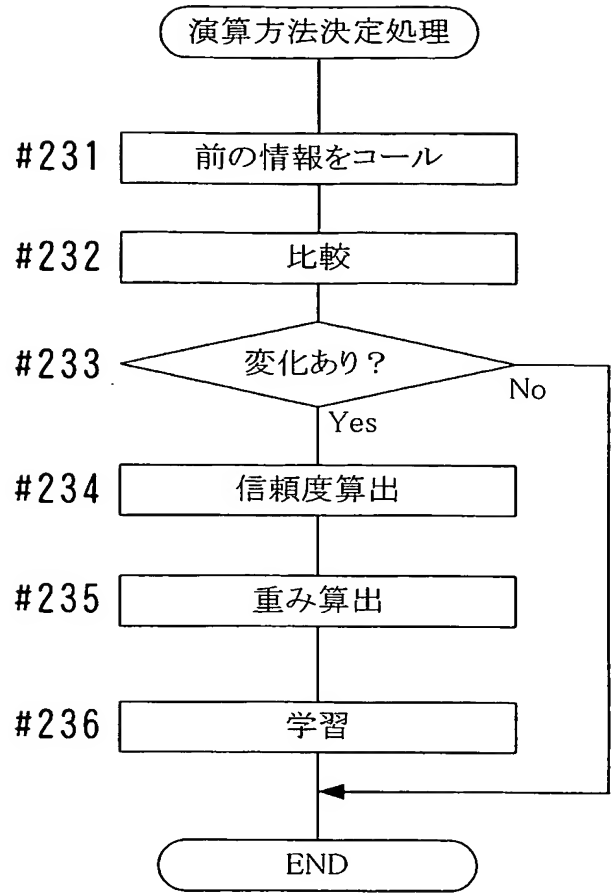 演算方法決定処理
#231 前の情報をコール
#232 比較
#233 変化あり?
No
Yes
#234 信頼度算出
#235 重み算出
#236 学習
END